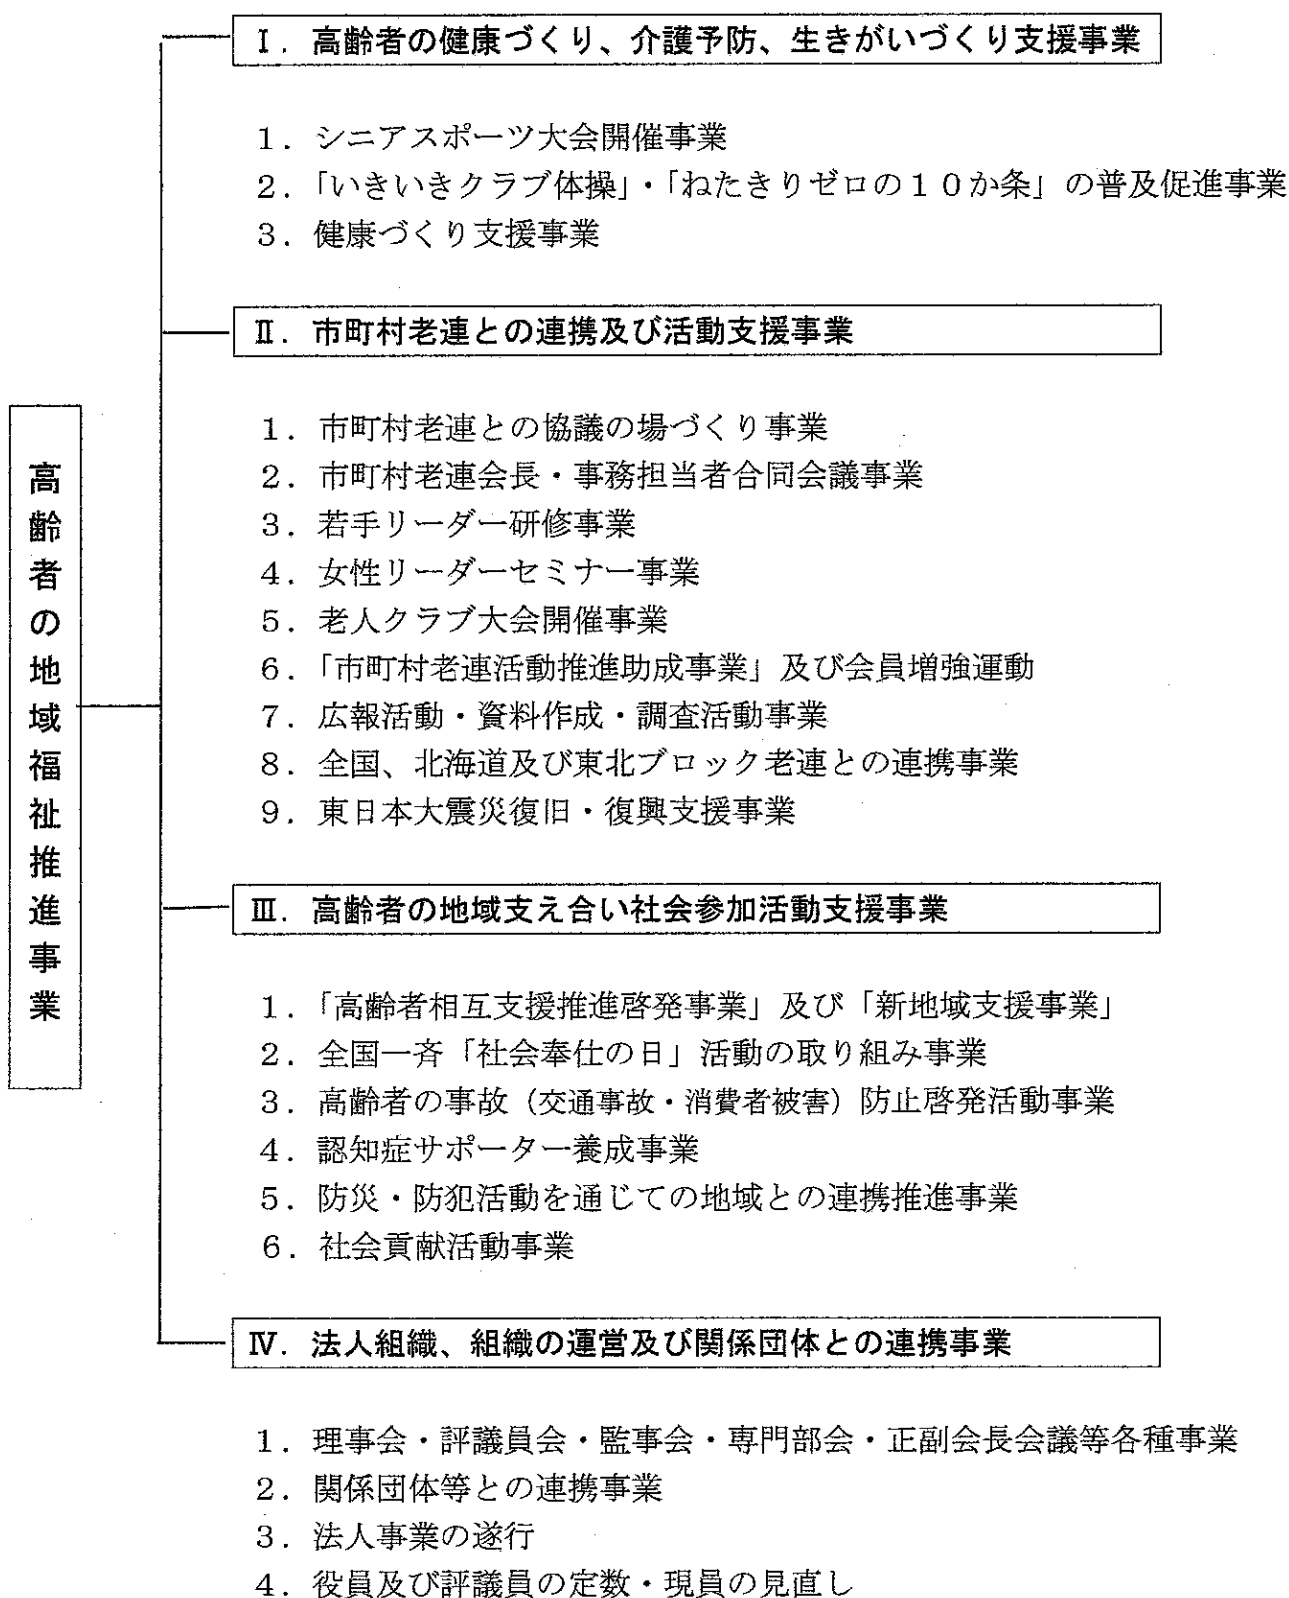 高齢者の地域福祉推進事業
Ⅰ．高齢者の健康づくり、介護予防、生きがいづくり支援事業
１．シニアスポーツ大会開催事業
２．「いきいきクラブ体操」・「ねたきりゼロの１０か条」の普及促進事業
３．健康づくり支援事業
Ⅱ．市町村老連との連携及び活動支援事業
１．市町村老連との協議の場づくり事業
２．市町村老連会長・事務担当者合同会議事業
３．若手リーダー研修事業
４．女性リーダーセミナー事業
５．老人クラブ大会開催事業
６．「市町村老連活動推進助成事業」及び会員増強運動
７．広報活動・資料作成・調査活動事業
８．全国、北海道及び東北ブロック老連との連携事業
９．東日本大震災復旧・復興支援事業
Ⅲ．高齢者の地域支え合い社会参加活動支援事業
１．「高齢者相互支援推進啓発事業」及び「新地域支援事業」
２．全国一斉「社会奉仕の日」活動の取り組み事業
３．高齢者の事故（交通事故・消費者被害）防止啓発活動事業
４．認知症サポーター養成事業
５．防災・防犯活動を通じての地域との連携推進事業
６．社会貢献活動事業
Ⅳ．法人組織、組織の運営及び関係団体との連携事業
１．理事会・評議員会・監事会・専門部会・正副会長会議等各種事業
２．関係団体等との連携事業
３．法人事業の遂行
４．役員及び評議員の定数・現員の見直し